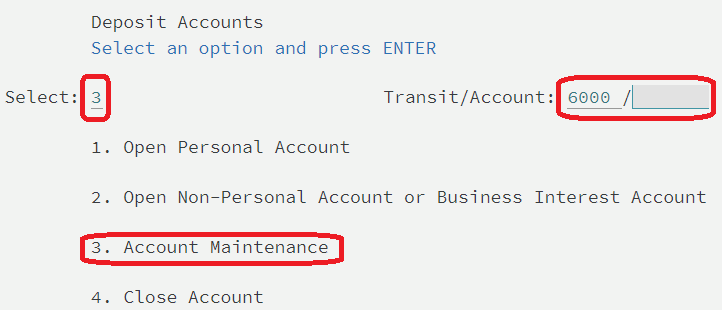 Deposit Accounts
Select an option and press ENTER
Select: 3 Transit/Account: 6000 /
1. Open Personal Account
2. Open Non-Personal Account or Business Interest Account
3. Account Maintenance
4. Close Account